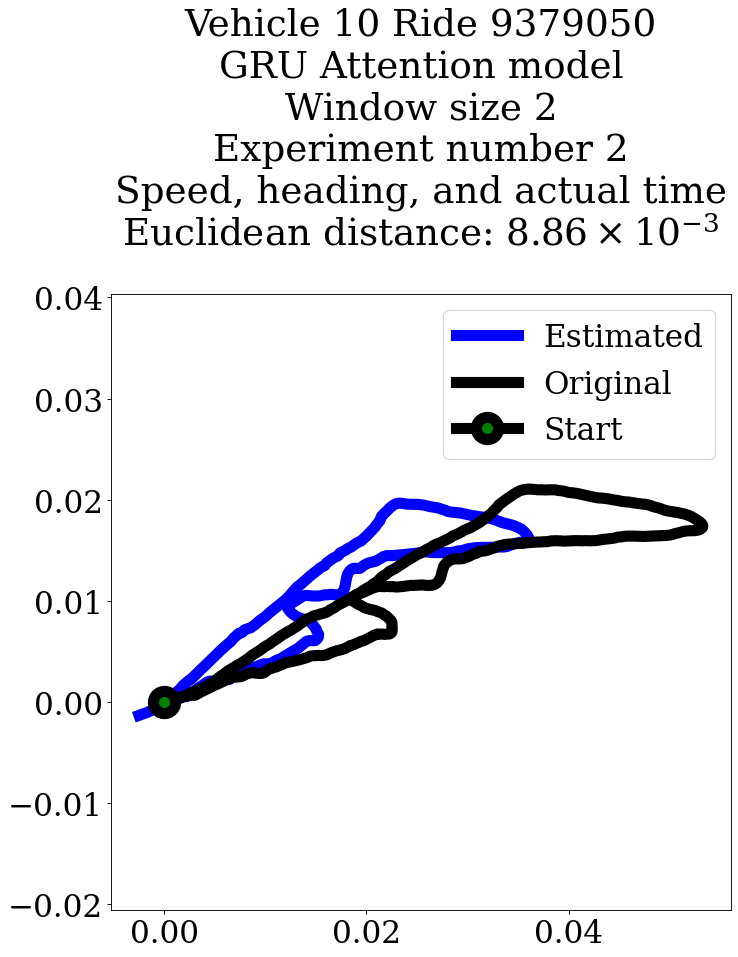 Vehicle 10 Ride 9379050
GRU Attention model
Window size 2
Experiment number 2
Speed, heading, and actual time
Euclidean distance: 8.86 × 10⁻³
0.04
0.03
0.02
0.01
0.00
−0.01
−0.02
Estimated
Original
Start
0.00 0.02 0.04